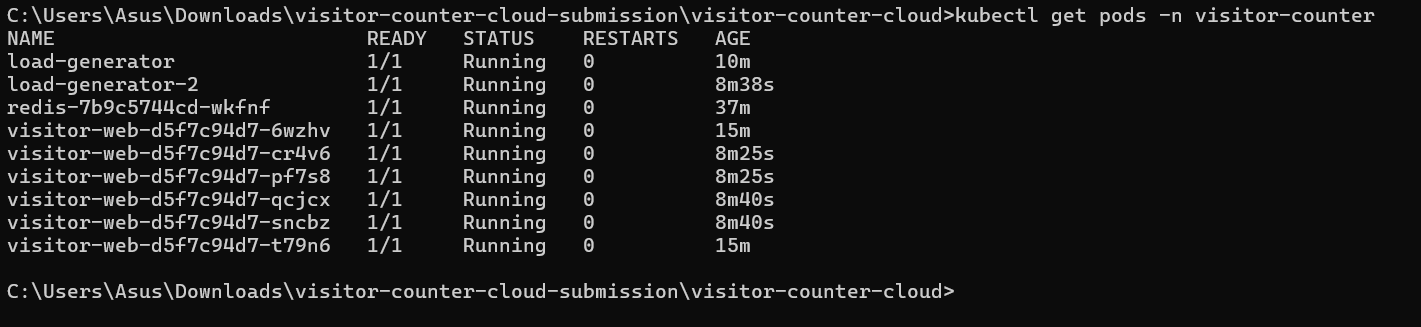 C:\Users\Asus\Downloads\visitor-counter-cloud-submission\visitor-counter-cloud>kubectl get pods -n visitor-counter
NAME                          READY   STATUS    RESTARTS   AGE
load-generator                1/1     Running   0          10m
load-generator-2              1/1     Running   0          8m38s
redis-7b9c5744cd-wkfnf        1/1     Running   0          37m
visitor-web-d5f7c94d7-6wzhv   1/1     Running   0          15m
visitor-web-d5f7c94d7-cr4v6   1/1     Running   0          8m25s
visitor-web-d5f7c94d7-pf7s8   1/1     Running   0          8m25s
visitor-web-d5f7c94d7-qcjcx   1/1     Running   0          8m40s
visitor-web-d5f7c94d7-sncbz   1/1     Running   0          8m40s
visitor-web-d5f7c94d7-t79n6   1/1     Running   0          15m
C:\Users\Asus\Downloads\visitor-counter-cloud-submission\visitor-counter-cloud>